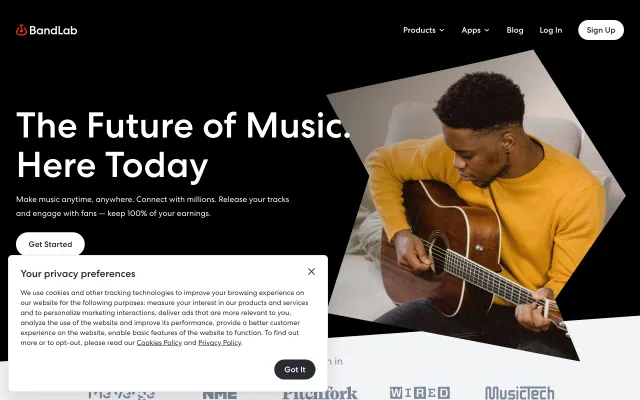 BandLab
Products
Apps
Blog
Log In
Sign Up
The Future of Music.
Here Today
Make music anytime, anywhere. Connect with millions. Release your tracks
and engage with fans — keep 100% of your earnings.
Get Started
Your privacy preferences
We use cookies and other tracking technologies to improve your browsing experience on
our website for the following purposes: measure your interest in our products and services
and to personalize marketing interactions, deliver ads that are more relevant to you,
analyze the use of the website and improve its performance, provide a better customer
experience on the website, enable basic features of the website to function. To find out
more or to opt-out, please read our Cookies Policy and Privacy Policy.
Got It
in
NME
Pitchfork
WIRED
MusicTech